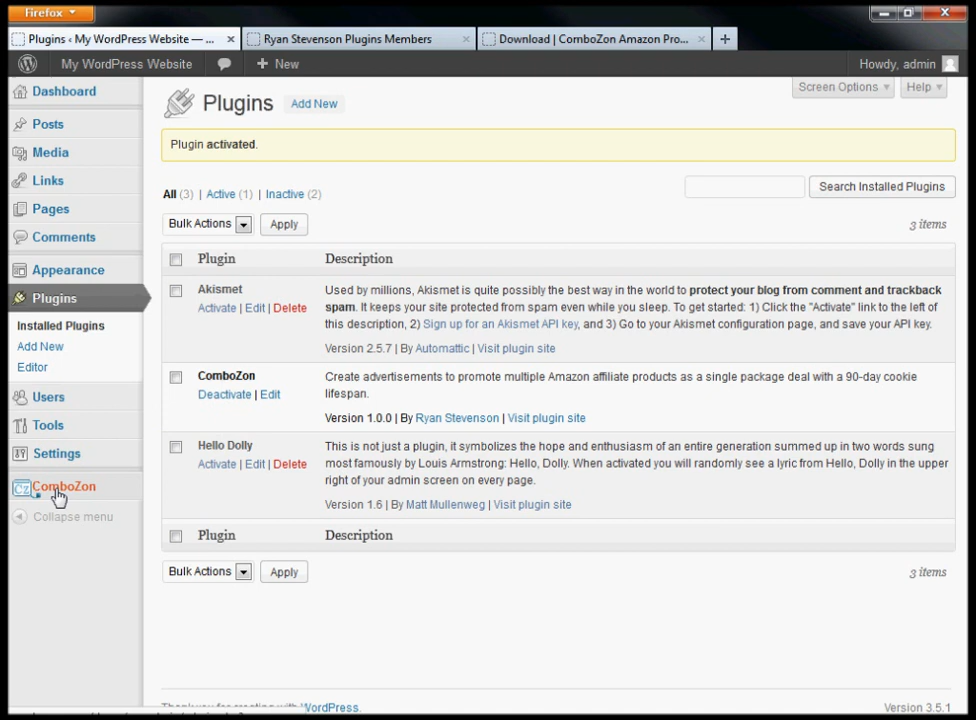 Firefox
Plugins ‹ My WordPress Website — ...
Ryan Stevenson Plugins Members
Download | ComboZon Amazon Pro...
My WordPress Website
New
Howdy, admin
Dashboard
Posts
Media
Links
Pages
Comments
Appearance
Plugins
Installed Plugins
Add New
Editor
Users
Tools
Settings
Cz ComboZon
Collapse menu
Screen Options
Help
Plugins
Add New
Plugin activated.
All (3) | Active (1) | Inactive (2)
Search Installed Plugins
Bulk Actions
Apply
3 items
Plugin
Description
Akismet
Activate | Edit | Delete
Used by millions, Akismet is quite possibly the best way in the world to protect your blog from comment and trackback
spam. It keeps your site protected from spam even while you sleep. To get started: 1) Click the "Activate" link to the left of
this description, 2) Sign up for an Akismet API key, and 3) Go to your Akismet configuration page, and save your API key.
Version 2.5.7 | By Automattic | Visit plugin site
ComboZon
Deactivate | Edit
Create advertisements to promote multiple Amazon affiliate products as a single package deal with a 90-day cookie
lifespan.
Version 1.0.0 | By Ryan Stevenson | Visit plugin site
Hello Dolly
Activate | Edit | Delete
This is not just a plugin, it symbolizes the hope and enthusiasm of an entire generation summed up in two words sung
most famously by Louis Armstrong: Hello, Dolly. When activated you will randomly see a lyric from Hello, Dolly in the upper
right of your admin screen on every page.
Version 1.6 | By Matt Mullenweg | Visit plugin site
Plugin
Description
Bulk Actions
Apply
3 items
Thank you for creating with WordPress.
Version 3.5.1